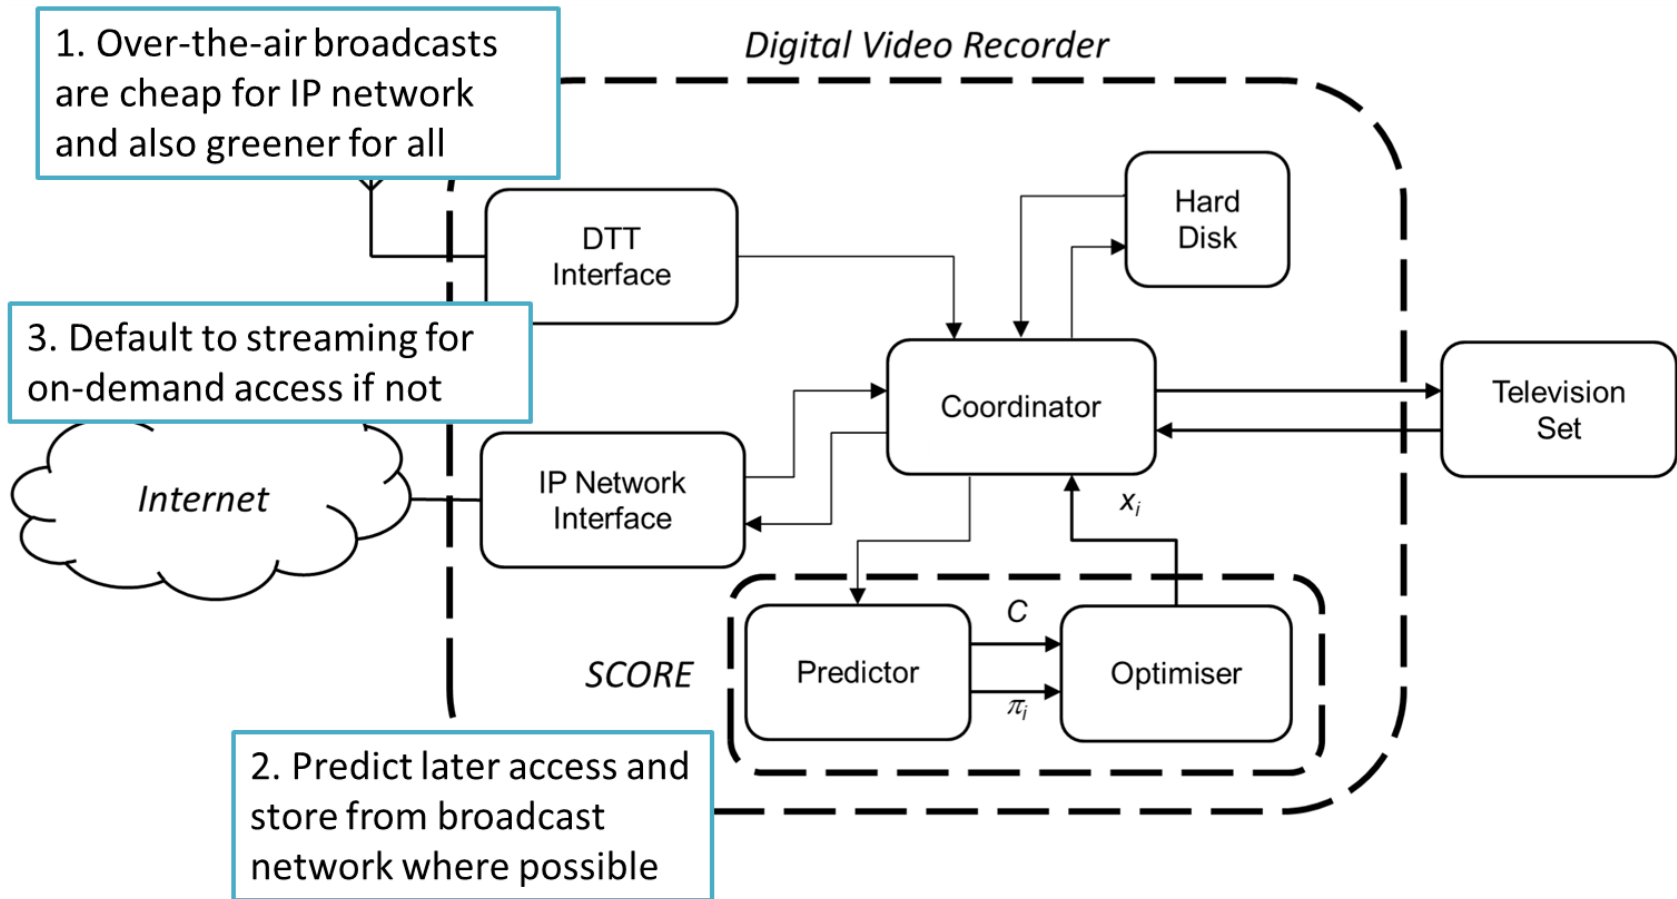 1. Over-the-air broadcasts
are cheap for IP network
and also greener for all
Digital Video Recorder
Hard
Disk
DTT
Interface
3. Default to streaming for
on-demand access if not
Coordinator
Television
Set
Internet
IP Network
Interface
xᵢ
SCORE
Predictor
C
πᵢ
Optimiser
2. Predict later access and
store from broadcast
network where possible